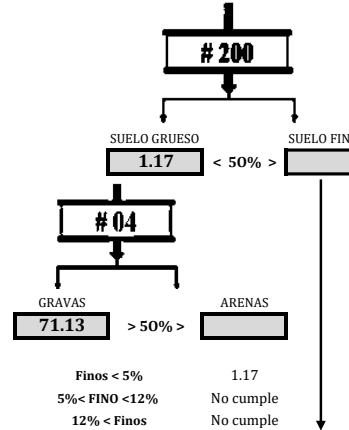 # 200
SUELO GRUESO SUELO FIN
1.17 < 50% >
# 04
GRAVAS ARENAS
71.13 > 50% >
Finos < 5% 1.17
5%< FINO <12% No cumple
12% < Finos No cumple